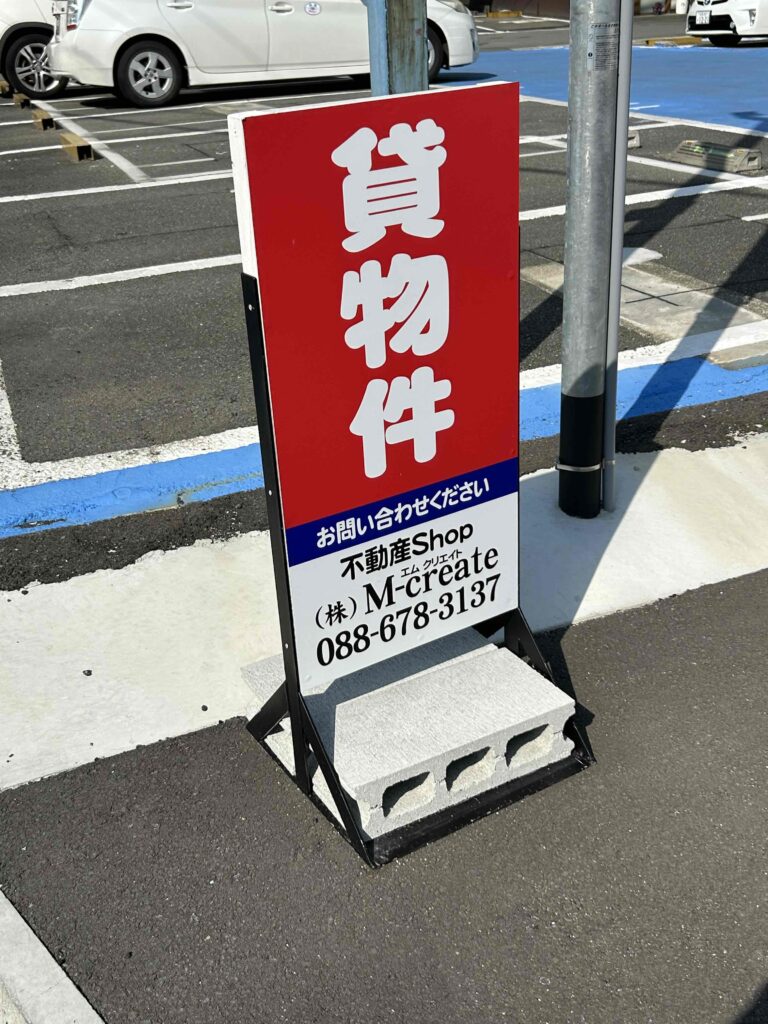 貸物件
お問い合わせください
不動産Shop
エム クリエイト
(株) M-create
088-678-3137